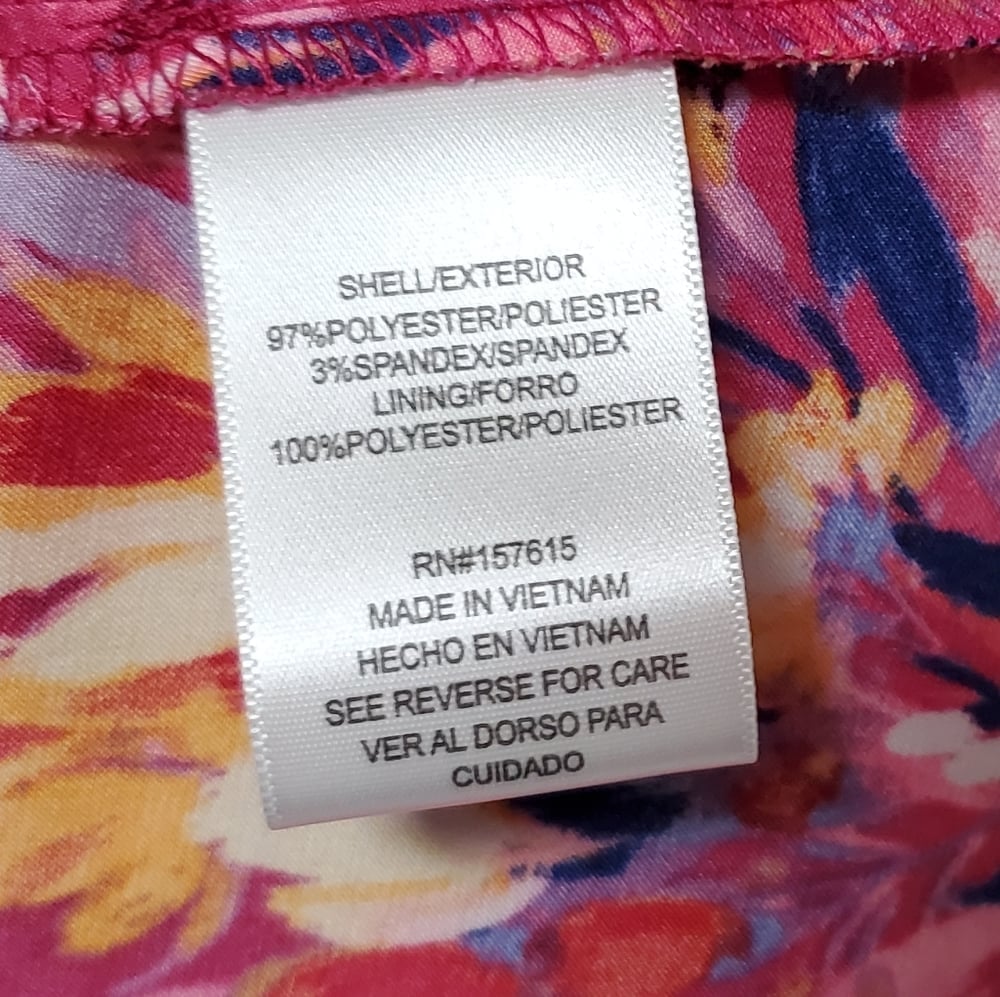 SHELL/EXTERIOR
97%POLYESTER/POLIESTER
3%SPANDEX/SPANDEX
LINING/FORRO
100%POLYESTER/POLIESTER
RN#157615
MADE IN VIETNAM
HECHO EN VIETNAM
SEE REVERSE FOR CARE
VER AL DORSO PARA
CUIDADO